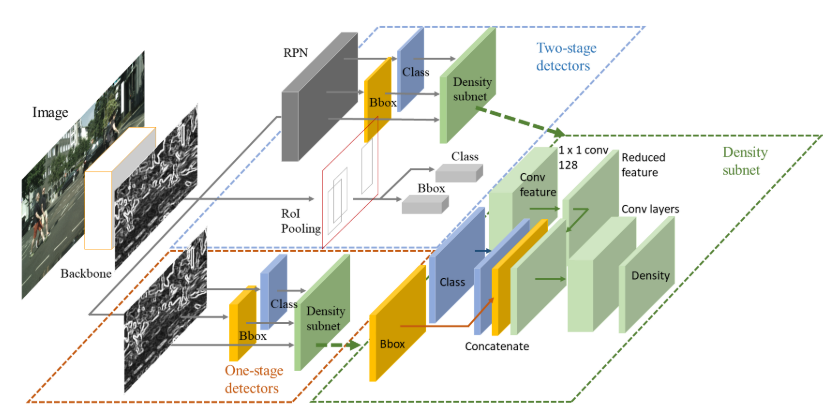 Image
Backbone
RPN
Class
Bbox
Density
subnet
Two-stage
detectors
RoI
Pooling
Class
Bbox
1 x 1 conv
128
Conv
feature
Reduced
feature
Density
subnet
Conv layers
Class
Bbox
Density
subnet
One-stage
detectors
Class
Bbox
Concatenate
Density